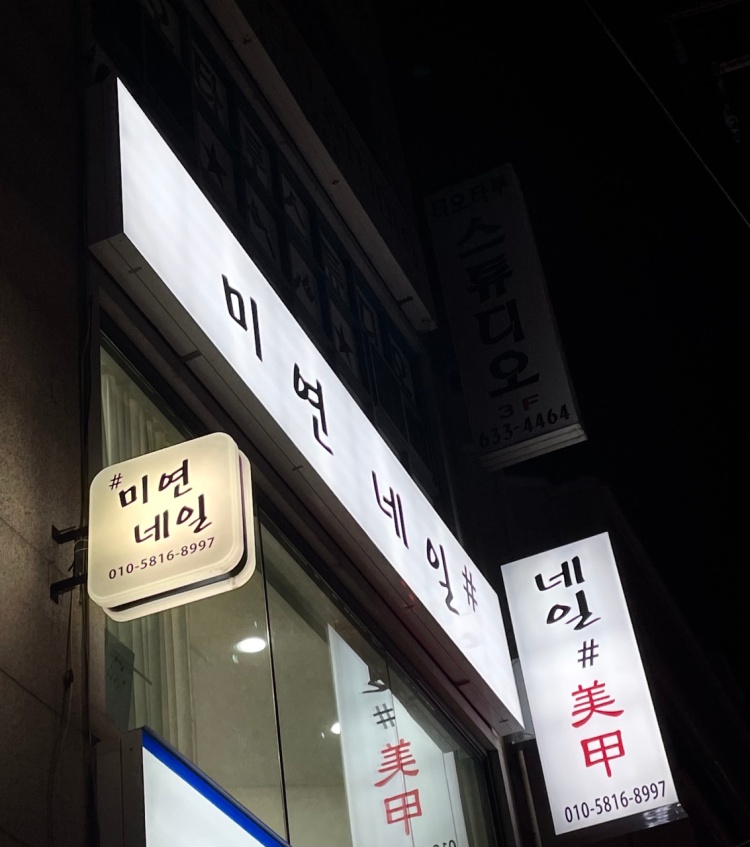 미연 네일#
#미연
네일
010-5816-8997
네
일
#
美
甲
010-5816-8997
스튜디오
3F
633-4464
#
美
甲